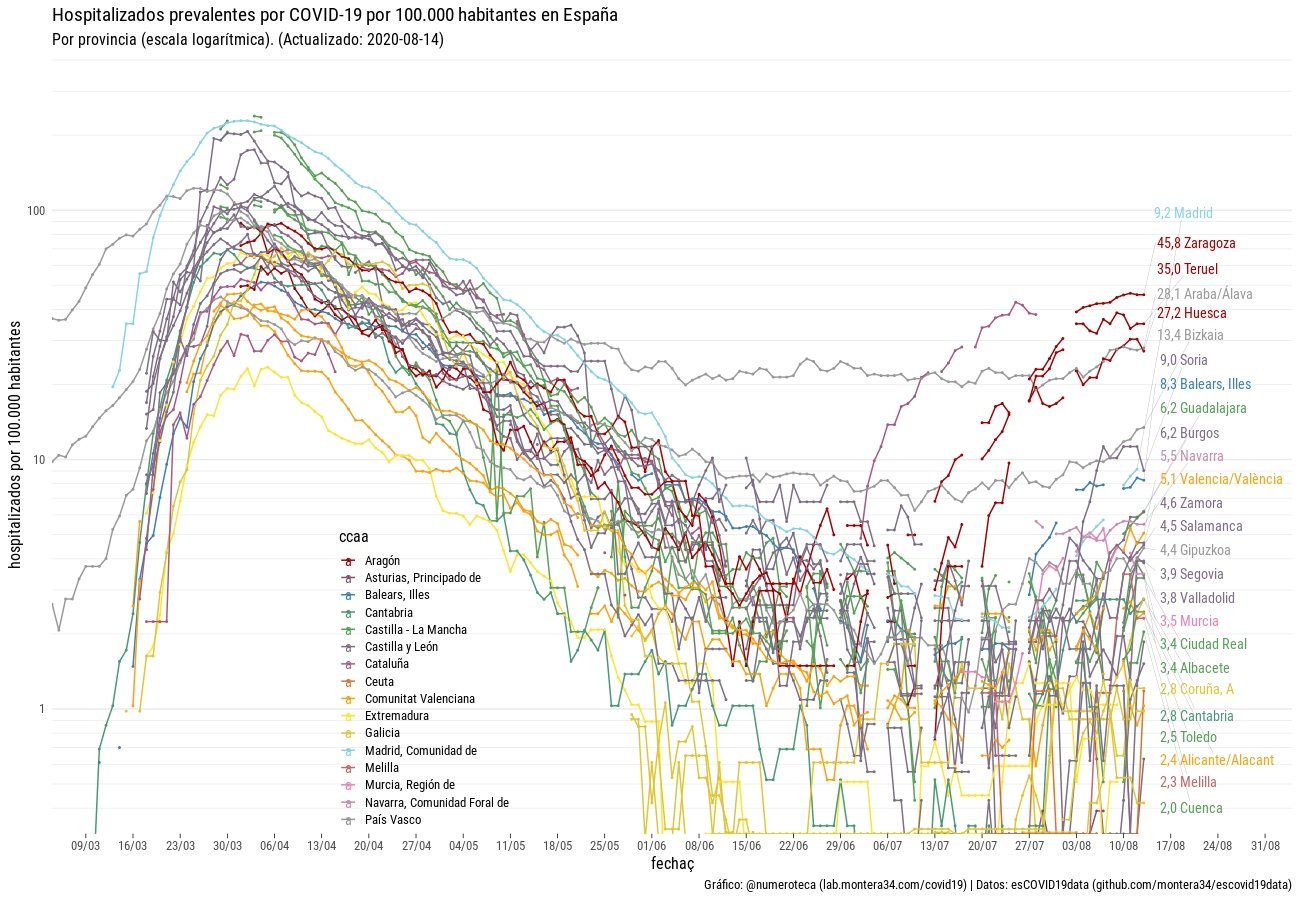 Hospitalizados prevalentes por COVID-19 por 100.000 habitantes en España
Por provincia (escala logarítmica). (Actualizado: 2020-08-14)
hospitalizados por 100.000 habitantes
100
10
1
9,2 Madrid
45,8 Zaragoza
35,0 Teruel
28,1 Araba/Álava
27,2 Huesca
13,4 Bizkaia
9,0 Soria
8,3 Balears, Illes
6,2 Guadalajara
6,2 Burgos
5,5 Navarra
5,1 Valencia/València
4,6 Zamora
4,5 Salamanca
4,4 Gipuzkoa
3,9 Segovia
3,8 Valladolid
3,5 Murcia
3,4 Ciudad Real
3,4 Albacete
2,8 Coruña, A
2,8 Cantabria
2,5 Toledo
2,4 Alicante/Alacant
2,3 Melilla
2,0 Cuenca
ccaa
Aragón
Asturias, Principado de
Balears, Illes
Cantabria
Castilla - La Mancha
Castilla y León
Cataluña
Ceuta
Comunitat Valenciana
Extremadura
Galicia
Madrid, Comunidad de
Melilla
Murcia, Región de
Navarra, Comunidad Foral de
País Vasco
09/03 16/03 23/03 30/03 06/04 13/04 20/04 27/04 04/05 11/05 18/05 25/05 01/06 08/06 15/06 22/06 29/06 06/07 13/07 20/07 27/07 03/08 10/08 17/08 24/08 31/08
fechaç
Gráfico: @numeroteca (lab.montera34.com/covid19) | Datos: esCOVID19data (github.com/montera34/escovid19data)